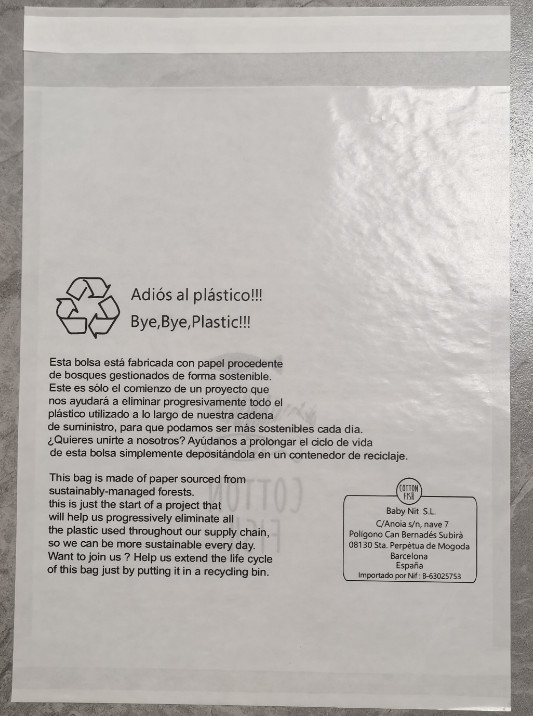 Adiós al plástico!!!
Bye,Bye,Plastic!!!
Esta bolsa está fabricada con papel procedente
de bosques gestionados de forma sostenible.
Este es sólo el comienzo de un proyecto que
nos ayudará a eliminar progresivamente todo el
plástico utilizado a lo largo de nuestra cadena
de suministro, para que podamos ser más sostenibles cada día.
¿Quieres unirte a nosotros? Ayúdanos a prolongar el ciclo de vida
de esta bolsa simplemente depositándola en un contenedor de reciclaje.
This bag is made of paper sourced from
sustainably-managed forests.
this is just the start of a project that
will help us progressively eliminate all
the plastic used throughout our supply chain,
so we can be more sustainable every day.
Want to join us ? Help us extend the life cycle
of this bag just by putting it in a recycling bin.
COTTON
FISH
Baby Nit S.L.
C/Anoia s/n, nave 7
Polígono Can Bernadés Subirà
08130 Sta. Perpètua de Mogoda
Barcelona
España
Importado por Nif : B-63025753
COTTON
FISH